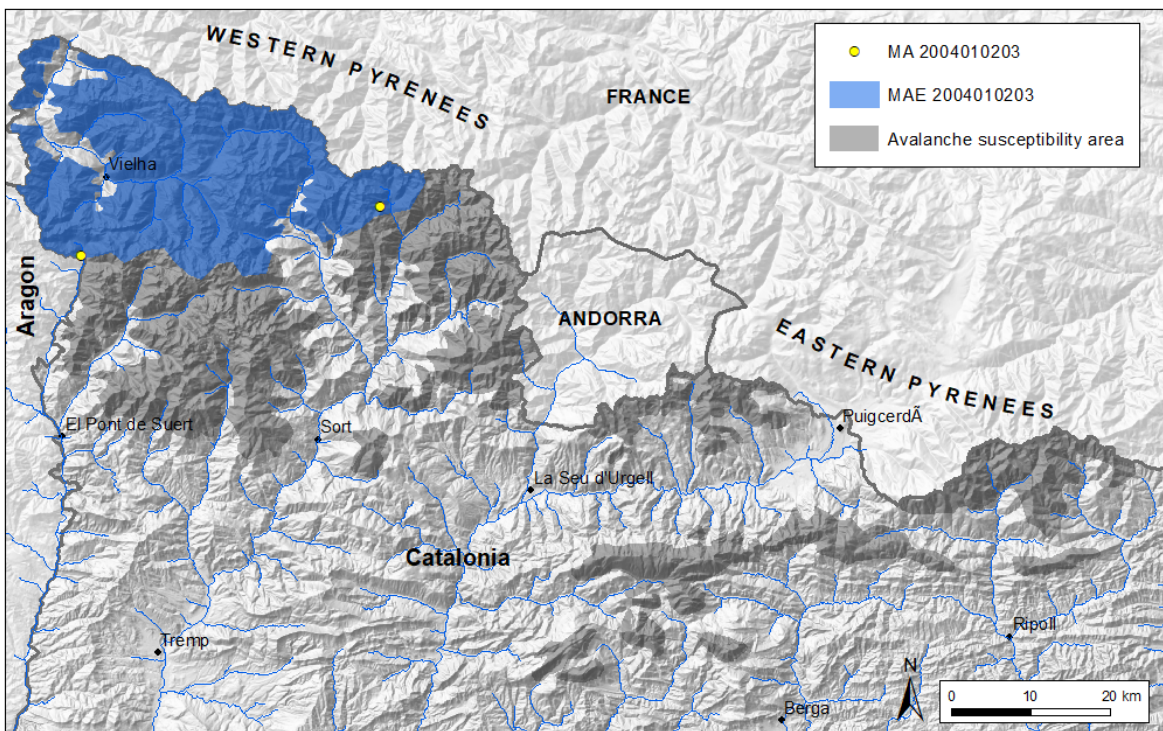 WESTERN PYRENEES
FRANCE
MA 2004010203
MAE 2004010203
Avalanche susceptibility area
Vielha
Aragon
ANDORRA
EASTERN PYRENEES
PuigcerdÃ
El Pont de Suert
Sort
La Seu d'Urgell
Catalonia
Tremp
Ripoll
Berga
N
0 10 20 km